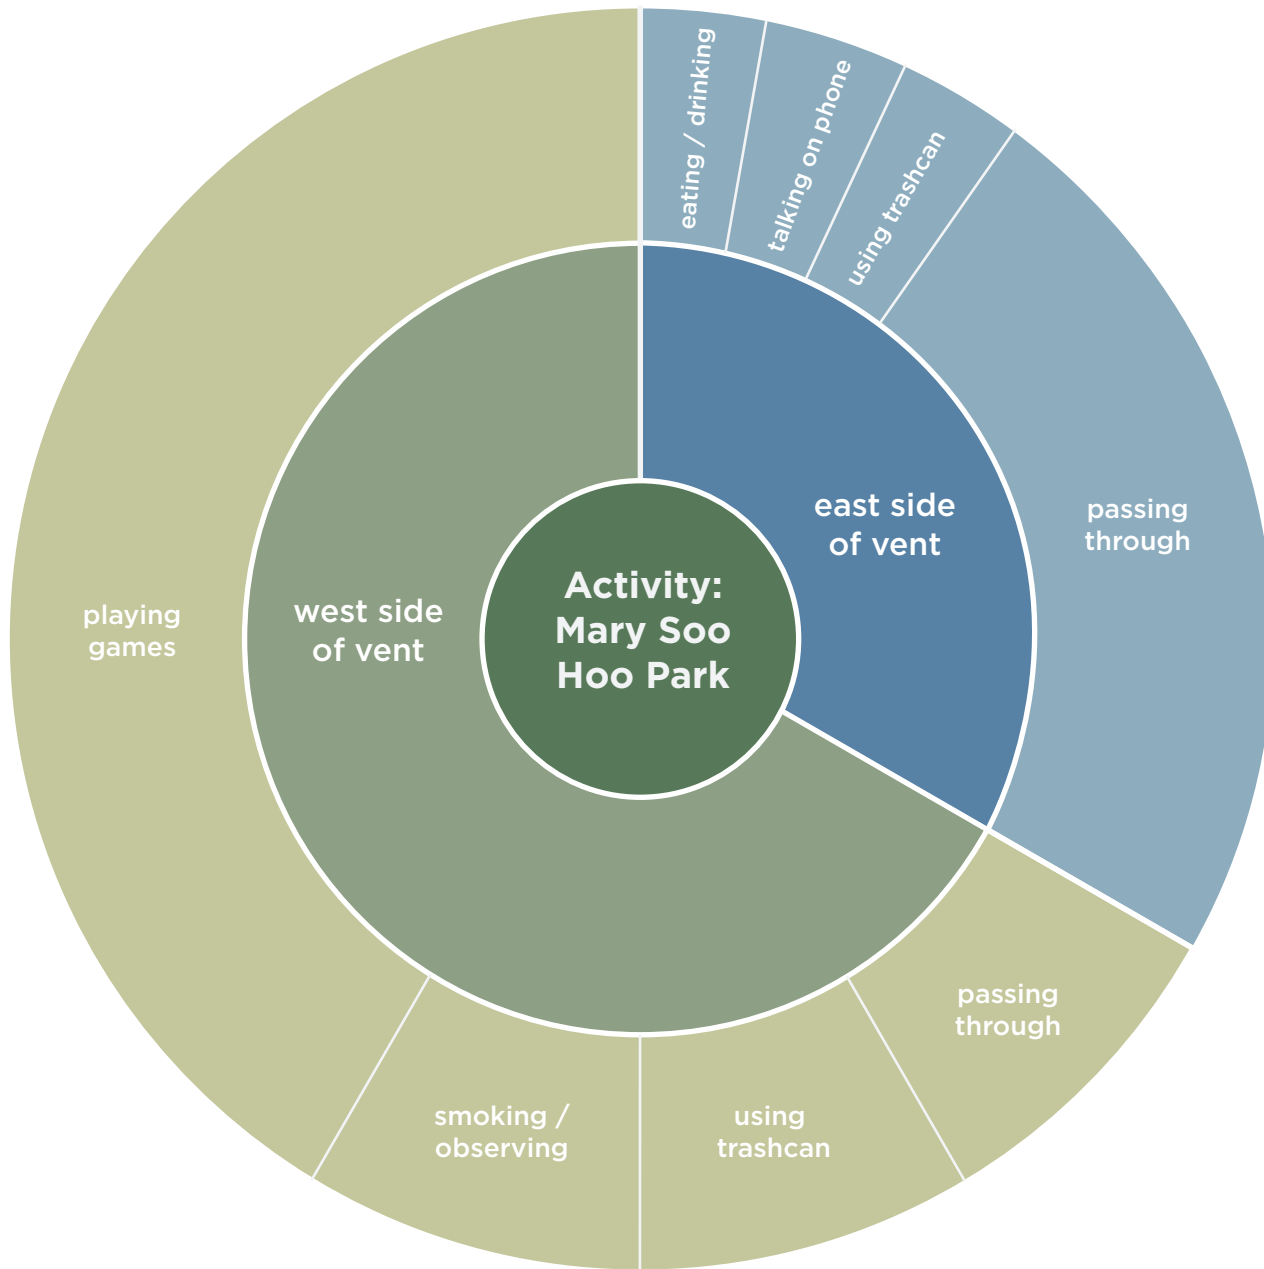 Activity:
Mary Soo
Hoo Park
east side
of vent
west side
of vent
eating / drinking
talking on phone
using trashcan
passing
through
passing
through
using
trashcan
smoking /
observing
playing
games